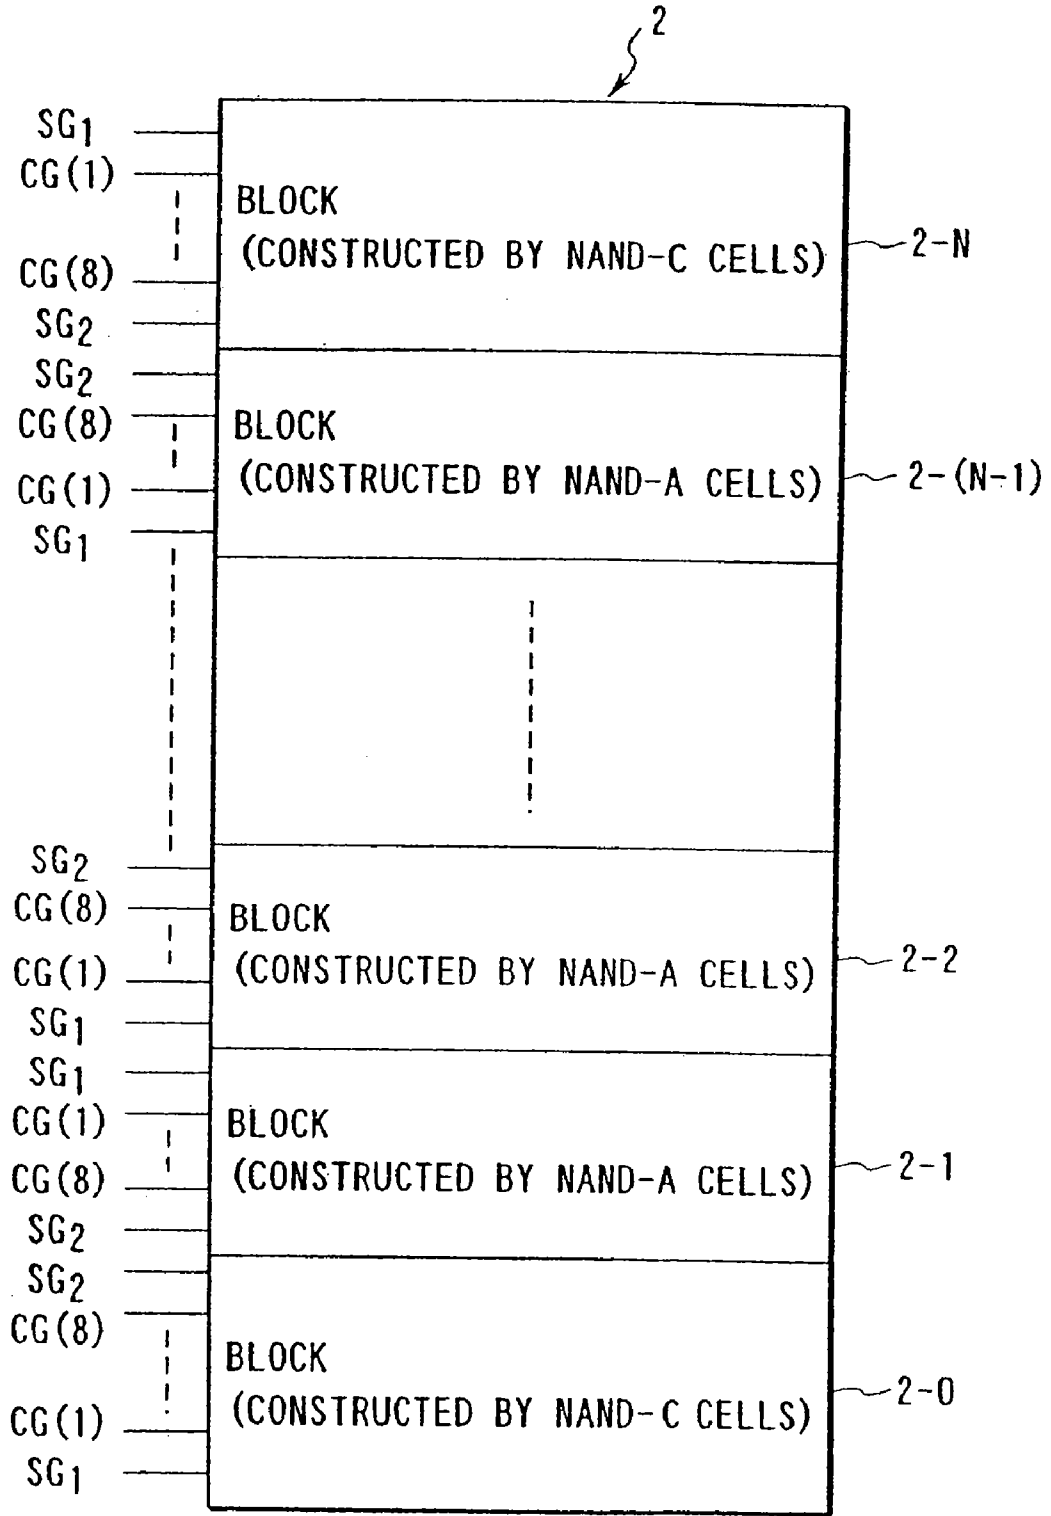 2
SG1
CG(1)
BLOCK
(CONSTRUCTED BY NAND-C CELLS)
2-N
CG(8)
SG2
SG2
CG(8)
BLOCK
(CONSTRUCTED BY NAND-A CELLS)
2-(N-1)
CG(1)
SG1
SG2
CG(8)
BLOCK
(CONSTRUCTED BY NAND-A CELLS)
2-2
CG(1)
SG1
SG1
CG(1)
BLOCK
(CONSTRUCTED BY NAND-A CELLS)
2-1
CG(8)
SG2
SG2
CG(8)
BLOCK
(CONSTRUCTED BY NAND-C CELLS)
2-0
CG(1)
SG1